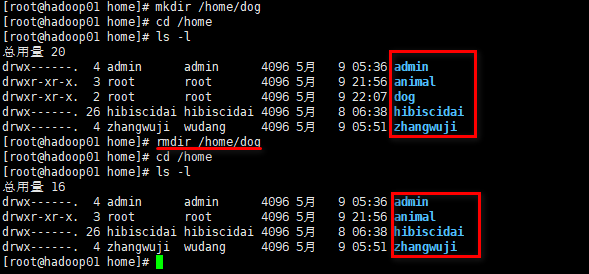 [root@hadoop01 home]# mkdir /home/dog
[root@hadoop01 home]# cd /home
[root@hadoop01 home]# ls -l
总用量 20
drwx------. 4 admin admin 4096 5月 9 05:36 admin
drwxr-xr-x. 3 root root 4096 5月 9 21:56 animal
drwxr-xr-x. 2 root root 4096 5月 9 22:07 dog
drwx------. 26 hibiscidai hibiscidai 4096 5月 8 06:38 hibiscidai
drwx------. 4 zhangwuji wudang 4096 5月 9 05:51 zhangwuji
[root@hadoop01 home]# rmdir /home/dog
[root@hadoop01 home]# cd /home
[root@hadoop01 home]# ls -l
总用量 16
drwx------. 4 admin admin 4096 5月 9 05:36 admin
drwxr-xr-x. 3 root root 4096 5月 9 21:56 animal
drwx------. 26 hibiscidai hibiscidai 4096 5月 8 06:38 hibiscidai
drwx------. 4 zhangwuji wudang 4096 5月 9 05:51 zhangwuji
[root@hadoop01 home]#